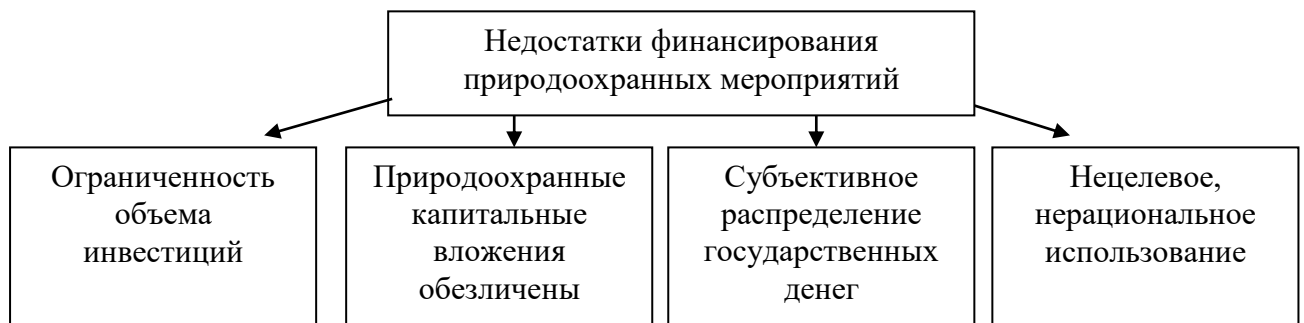 Недостатки финансирования
природоохранных мероприятий
Ограниченность
объема
инвестиций
Природоохранные
капитальные
вложения
обезличены
Субъективное
распределение
государственных
денег
Нецелевое,
нерациональное
использование